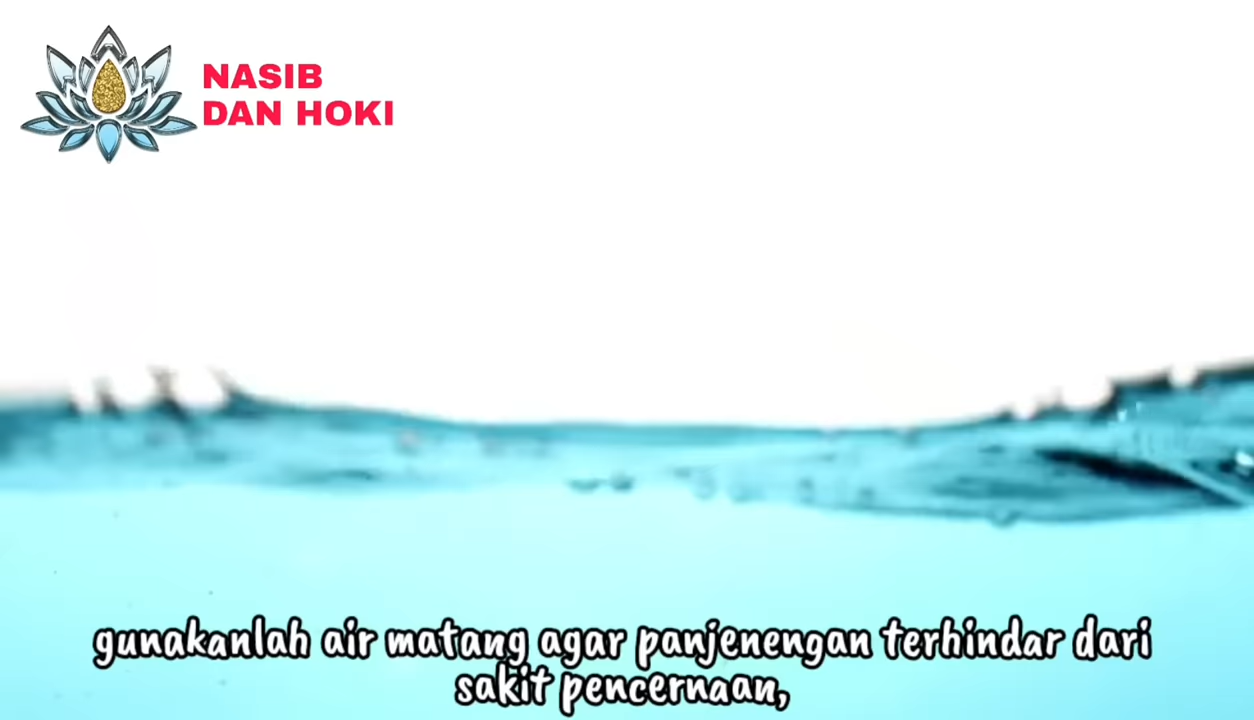 NASIB
DAN HOKI
gunakanlah air matang agar panjenengan terhindar dari
sakit pencernaan,